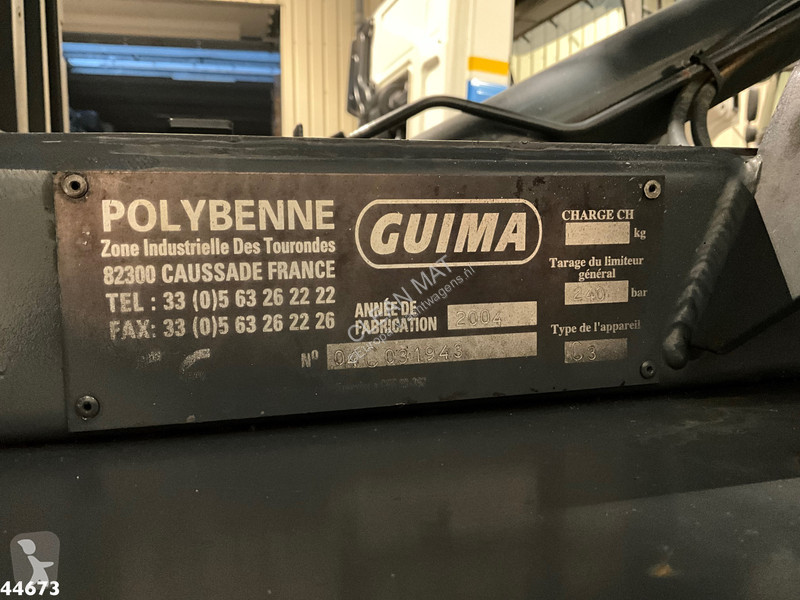 POLYBENNE
Zone Industrielle Des Tourondes
82300 CAUSSADE FRANCE
TEL : 33 (0)5 63 26 22 22
FAX: 33 (0)5 63 26 22 26
GUIMA
ANNÉE DE
FABRICATION 2004
N° 04C031943
CHARGE CH
kg
Tarage du limiteur
général
240 bar
Type de l'appareil
44673